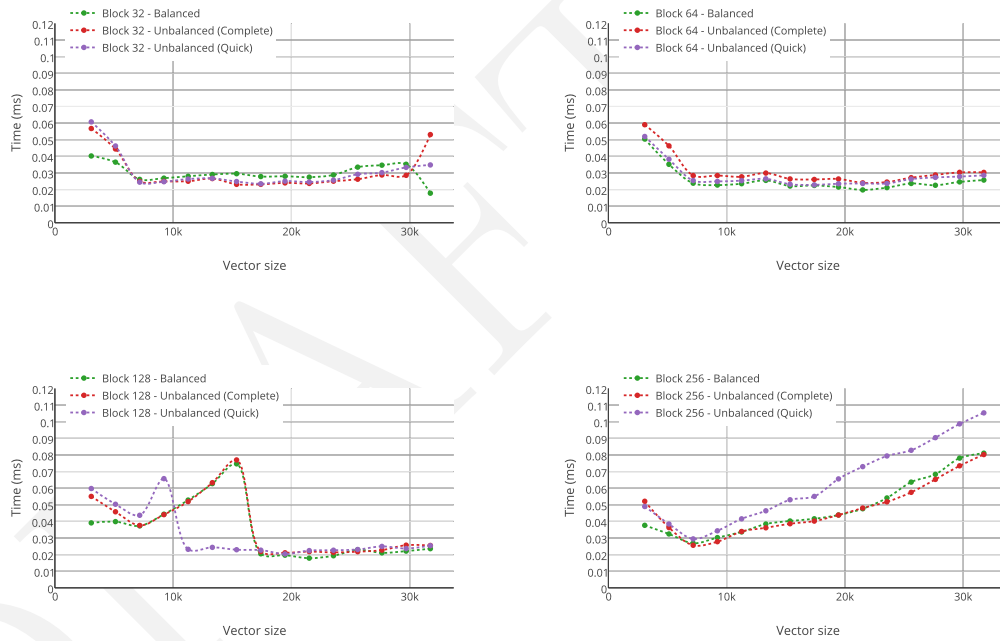 Block 32 - Balanced
Block 32 - Unbalanced (Complete)
Block 32 - Unbalanced (Quick)
0.12
0.11
0.1
0.09
0.08
0.07
0.06
0.05
0.04
0.03
0.02
0.01
0
Time (ms)
0 10k 20k 30k
Vector size
Block 64 - Balanced
Block 64 - Unbalanced (Complete)
Block 64 - Unbalanced (Quick)
0.12
0.11
0.1
0.09
0.08
0.07
0.06
0.05
0.04
0.03
0.02
0.01
0
Time (ms)
0 10k 20k 30k
Vector size
Block 128 - Balanced
Block 128 - Unbalanced (Complete)
Block 128 - Unbalanced (Quick)
0.12
0.11
0.1
0.09
0.08
0.07
0.06
0.05
0.04
0.03
0.02
0.01
0
Time (ms)
0 10k 20k 30k
Vector size
Block 256 - Balanced
Block 256 - Unbalanced (Complete)
Block 256 - Unbalanced (Quick)
0.12
0.11
0.1
0.09
0.08
0.07
0.06
0.05
0.04
0.03
0.02
0.01
0
Time (ms)
0 10k 20k 30k
Vector size